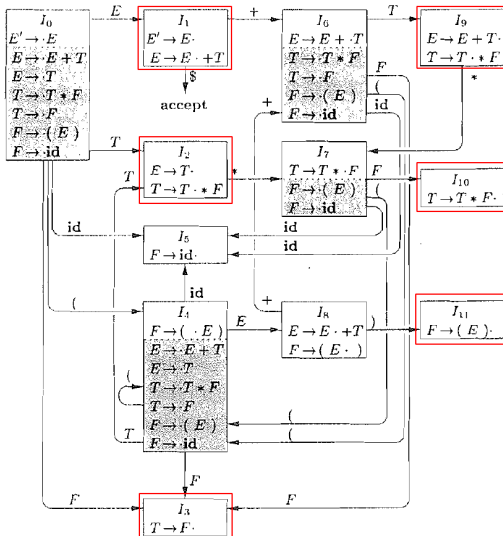 I₀
E′ → ·E
E → ·E + T
E → ·T
T → ·T * F
T → ·F
F → ·( E )
F → ·id
E
I₁
E′ → E·
E → E· + T
$
accept
+
I₆
E → E + ·T
T → ·T * F
T → ·F
F → ·( E )
F → ·id
T
I₉
E → E + T·
T → T· * F
F
(
id
*
+
T
I₂
E → T·
T → T· * F
*
I₇
T → T * ·F
F → ·( E )
F → ·id
F
(
I₁₀
T → T * F·
T
id
I₅
F → id·
id
id
id
(
I₄
F → ( ·E )
E → ·E + T
E → ·T
T → ·T * F
T → ·F
F → ·( E )
F → ·id
(
E
+
I₈
E → E· + T
F → ( E· )
)
I₁₁
F → ( E )·
(
(
T
F
F
I₃
T → F·
F